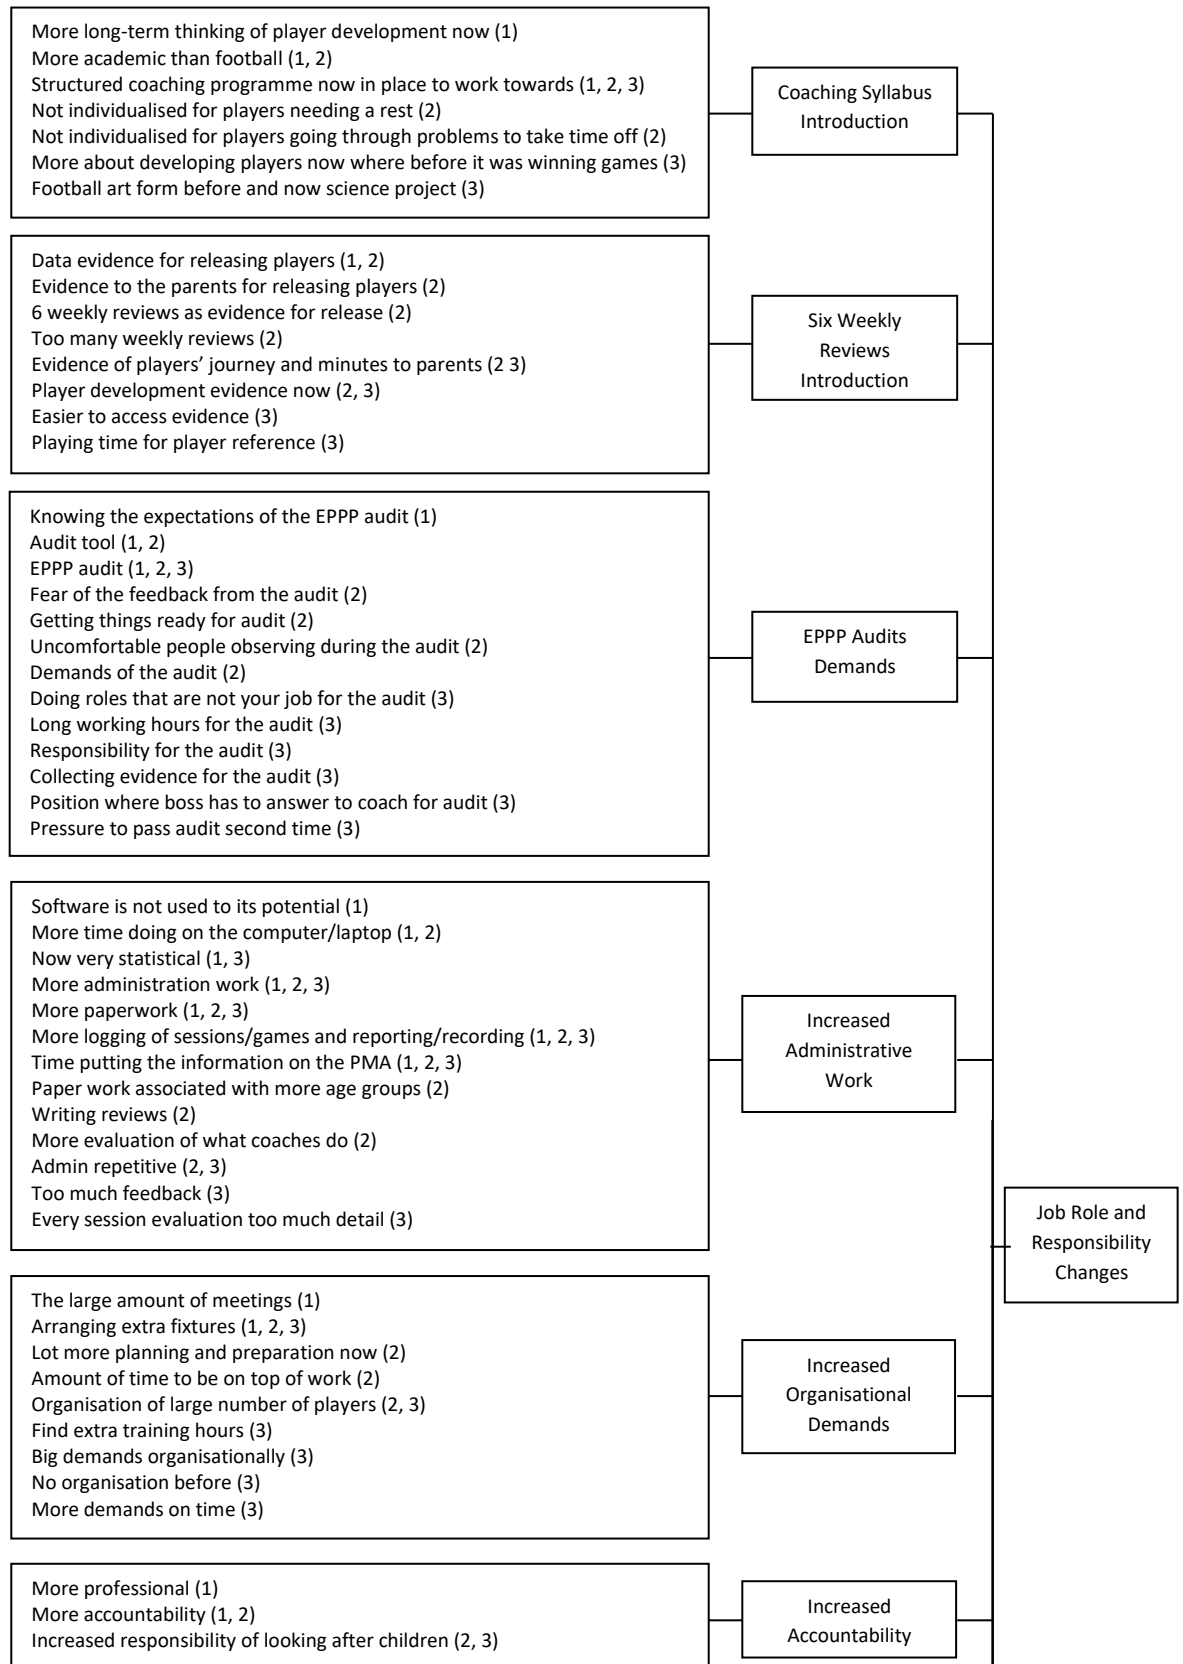 More long-term thinking of player development now (1)
More academic than football (1, 2)
Structured coaching programme now in place to work towards (1, 2, 3)
Not individualised for players needing a rest (2)
Not individualised for players going through problems to take time off (2)
More about developing players now where before it was winning games (3)
Football art form before and now science project (3)
Coaching Syllabus
Introduction
Data evidence for releasing players (1, 2)
Evidence to the parents for releasing players (2)
6 weekly reviews as evidence for release (2)
Too many weekly reviews (2)
Evidence of players’ journey and minutes to parents (2 3)
Player development evidence now (2, 3)
Easier to access evidence (3)
Playing time for player reference (3)
Six Weekly
Reviews
Introduction
Knowing the expectations of the EPPP audit (1)
Audit tool (1, 2)
EPPP audit (1, 2, 3)
Fear of the feedback from the audit (2)
Getting things ready for audit (2)
Uncomfortable people observing during the audit (2)
Demands of the audit (2)
Doing roles that are not your job for the audit (3)
Long working hours for the audit (3)
Responsibility for the audit (3)
Collecting evidence for the audit (3)
Position where boss has to answer to coach for audit (3)
Pressure to pass audit second time (3)
EPPP Audits
Demands
Software is not used to its potential (1)
More time doing on the computer/laptop (1, 2)
Now very statistical (1, 3)
More administration work (1, 2, 3)
More paperwork (1, 2, 3)
More logging of sessions/games and reporting/recording (1, 2, 3)
Time putting the information on the PMA (1, 2, 3)
Paper work associated with more age groups (2)
Writing reviews (2)
More evaluation of what coaches do (2)
Admin repetitive (2, 3)
Too much feedback (3)
Every session evaluation too much detail (3)
Increased
Administrative
Work
Job Role and
Responsibility
Changes
The large amount of meetings (1)
Arranging extra fixtures (1, 2, 3)
Lot more planning and preparation now (2)
Amount of time to be on top of work (2)
Organisation of large number of players (2, 3)
Find extra training hours (3)
Big demands organisationally (3)
No organisation before (3)
More demands on time (3)
Increased
Organisational
Demands
More professional (1)
More accountability (1, 2)
Increased responsibility of looking after children (2, 3)
Increased
Accountability